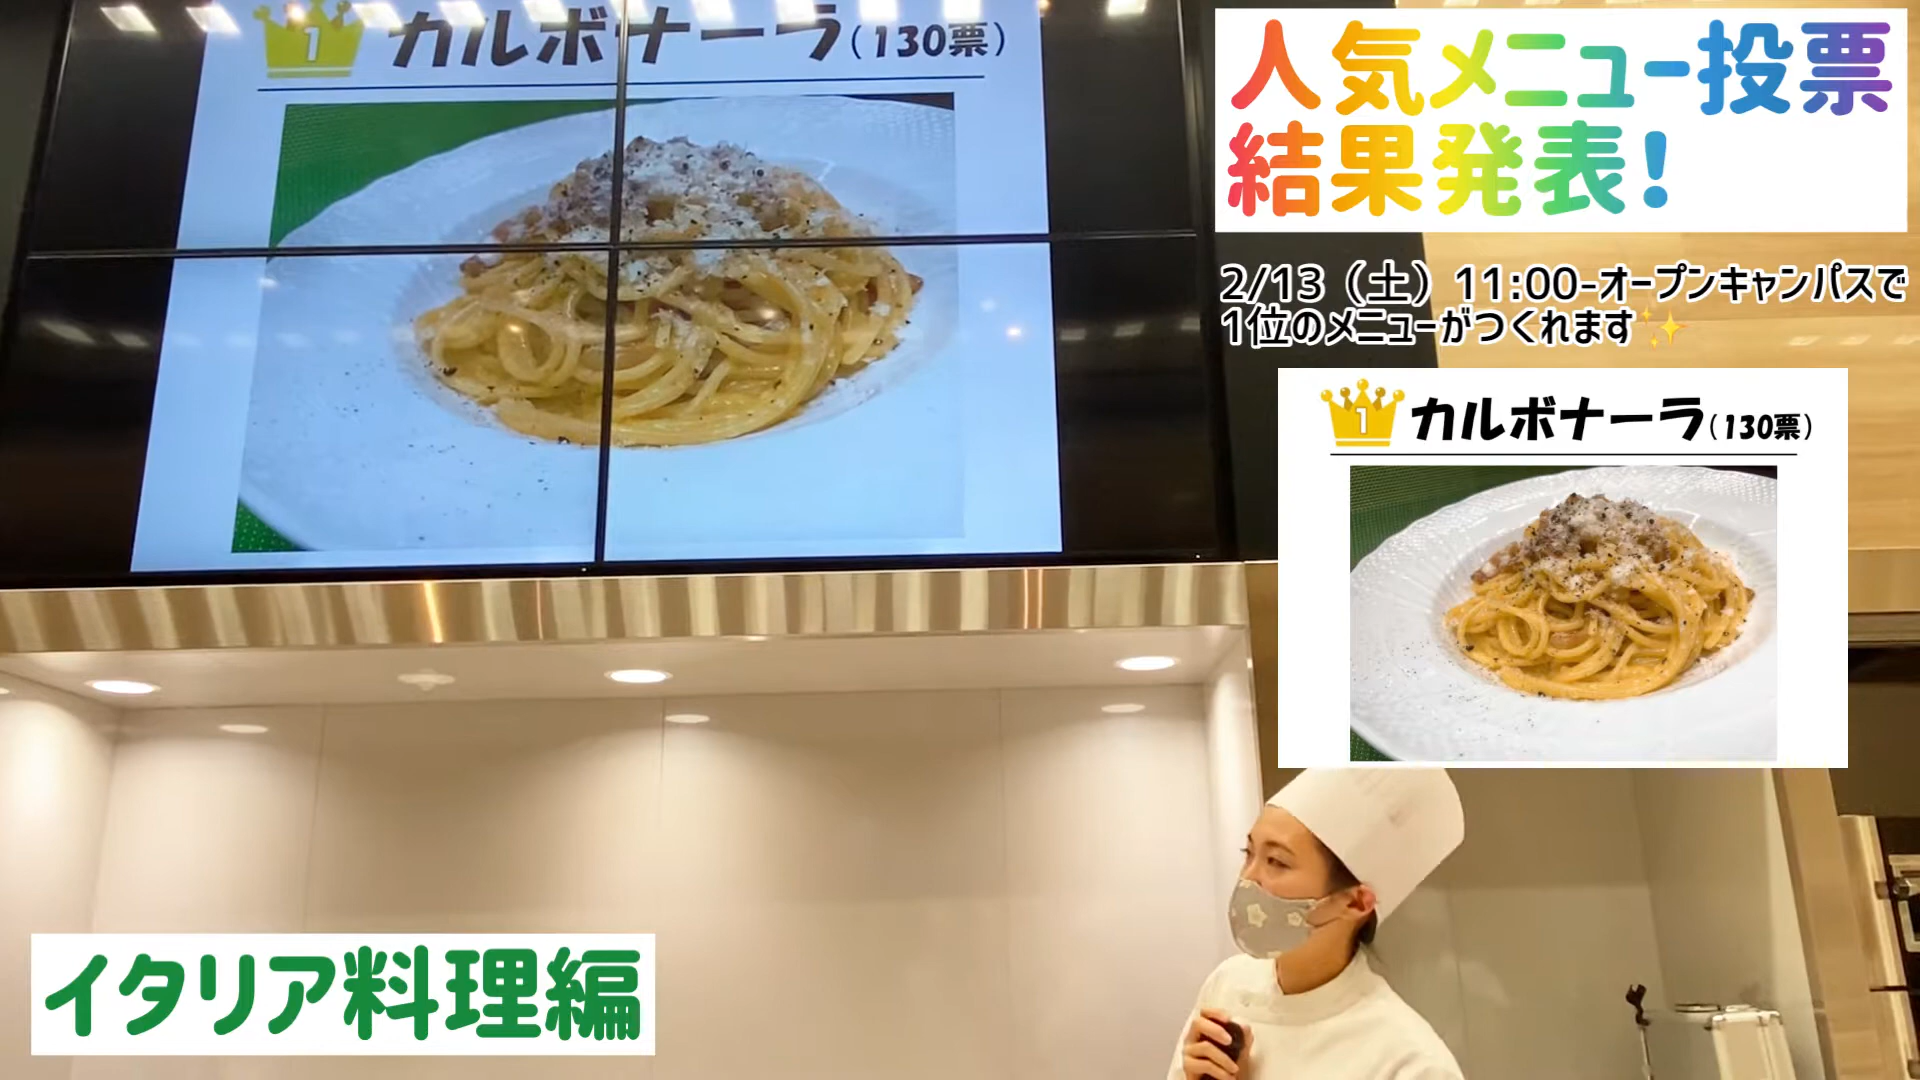 1 カルボナーラ(130票)
人気メニュー投票
結果発表!
2/13（土）11:00-オープンキャンパスで
1位のメニューがつくれます✨
1 カルボナーラ(130票)
イタリア料理編